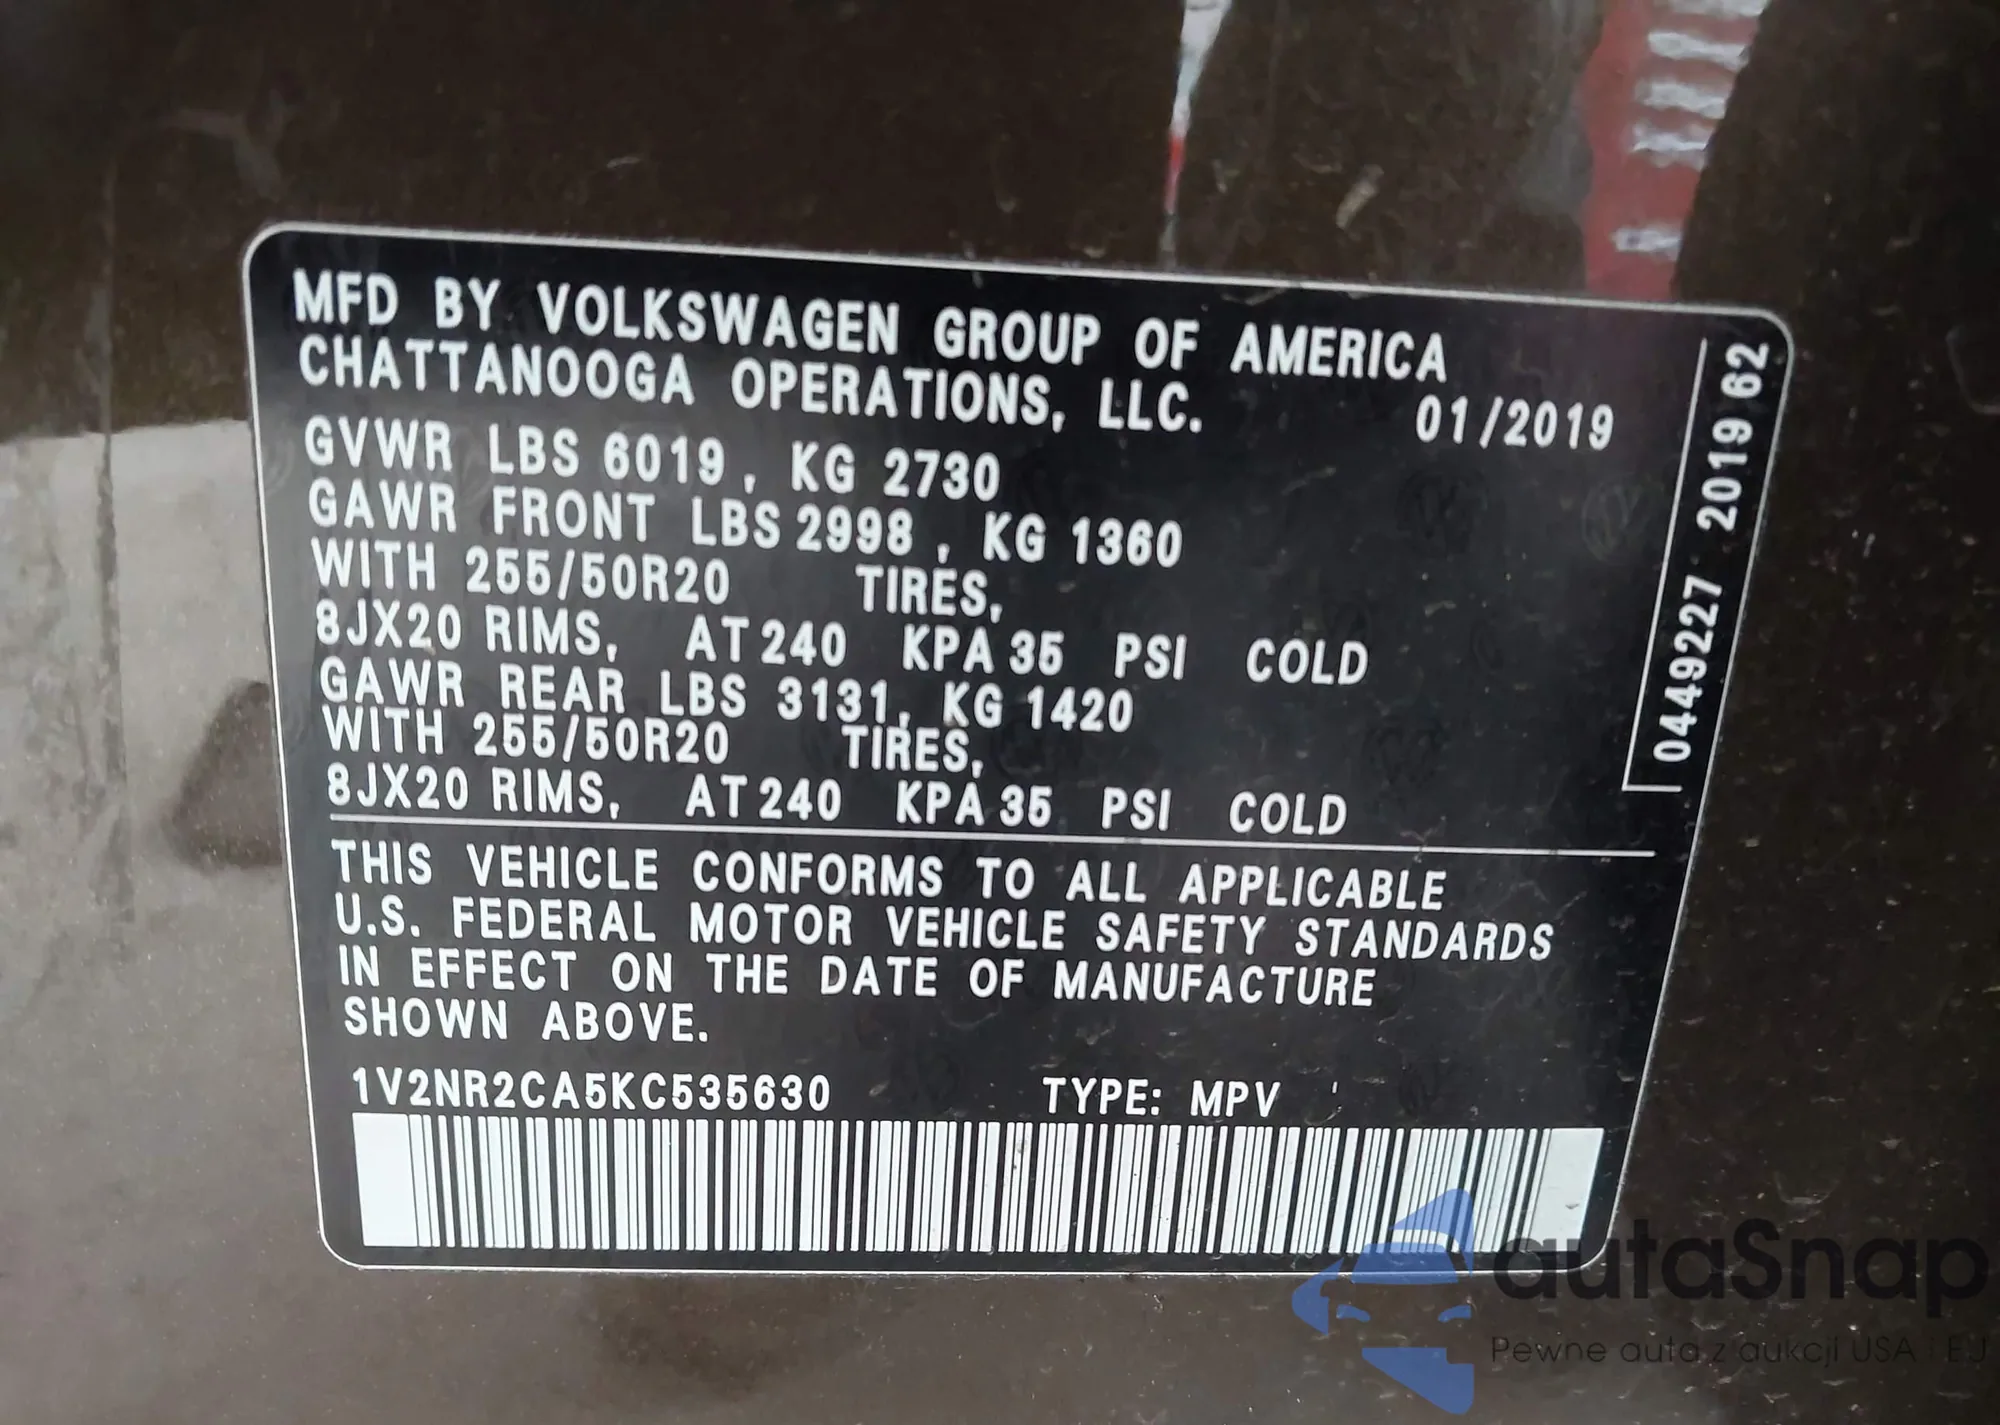 MFD BY VOLKSWAGEN GROUP OF AMERICA
CHATTANOOGA OPERATIONS, LLC.
01/2019
GVWR LBS 6019, KG 2730
GAWR FRONT LBS 2998, KG 1360
WITH 255/50R20 TIRES,
8JX20 RIMS, AT 240 KPA 35 PSI COLD
GAWR REAR LBS 3131, KG 1420
WITH 255/50R20 TIRES,
8JX20 RIMS, AT 240 KPA 35 PSI COLD
THIS VEHICLE CONFORMS TO ALL APPLICABLE
U.S. FEDERAL MOTOR VEHICLE SAFETY STANDARDS
IN EFFECT ON THE DATE OF MANUFACTURE
SHOWN ABOVE.
1V2NR2CA5KC535630 TYPE: MPV
0449227 2019 62
autaSnap
Pewne auta z aukcji USA i EU